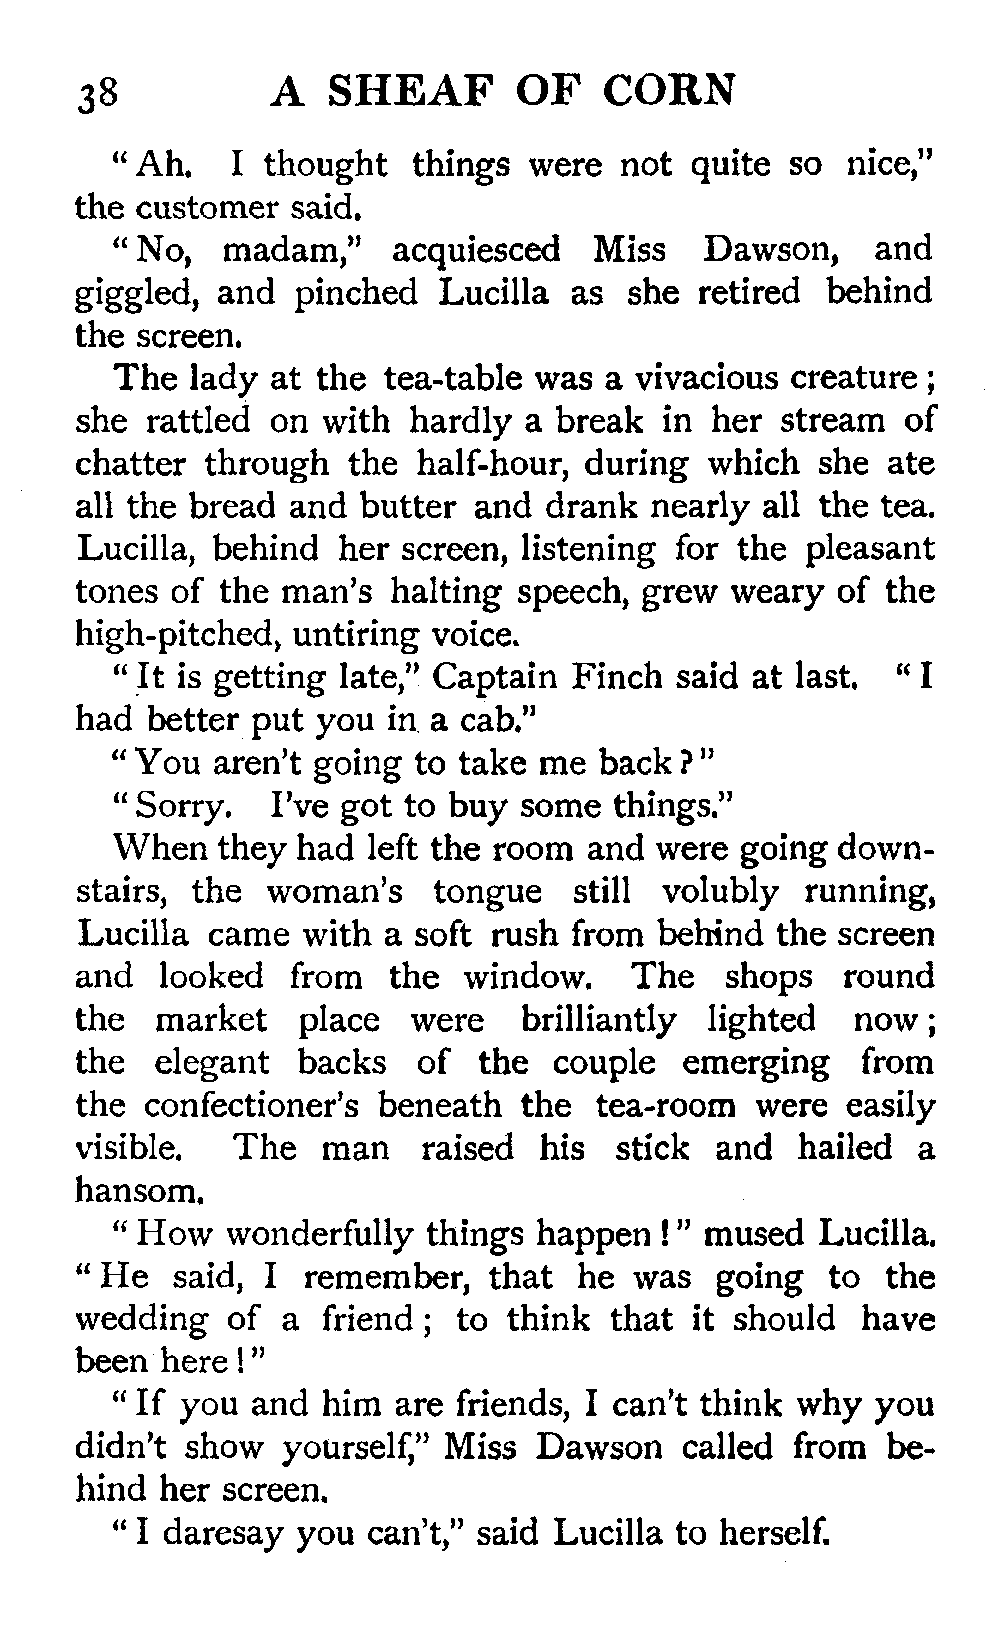 38 A SHEAF OF CORN
“Ah. I thought things were not quite so nice,”
the customer said.
“No, madam,” acquiesced Miss Dawson, and
giggled, and pinched Lucilla as she retired behind
the screen.
The lady at the tea-table was a vivacious creature;
she rattled on with hardly a break in her stream of
chatter through the half-hour, during which she ate
all the bread and butter and drank nearly all the tea.
Lucilla, behind her screen, listening for the pleasant
tones of the man’s halting speech, grew weary of the
high-pitched, untiring voice.
“It is getting late,” Captain Finch said at last. “I
had better put you in a cab.”
“You aren’t going to take me back?”
“Sorry. I’ve got to buy some things.”
When they had left the room and were going down-
stairs, the woman’s tongue still volubly running,
Lucilla came with a soft rush from behind the screen
and looked from the window. The shops round
the market place were brilliantly lighted now;
the elegant backs of the couple emerging from
the confectioner’s beneath the tea-room were easily
visible. The man raised his stick and hailed a
hansom.
“How wonderfully things happen!” mused Lucilla.
“He said, I remember, that he was going to the
wedding of a friend; to think that it should have
been here!”
“If you and him are friends, I can’t think why you
didn’t show yourself,” Miss Dawson called from be-
hind her screen.
“I daresay you can’t,” said Lucilla to herself.